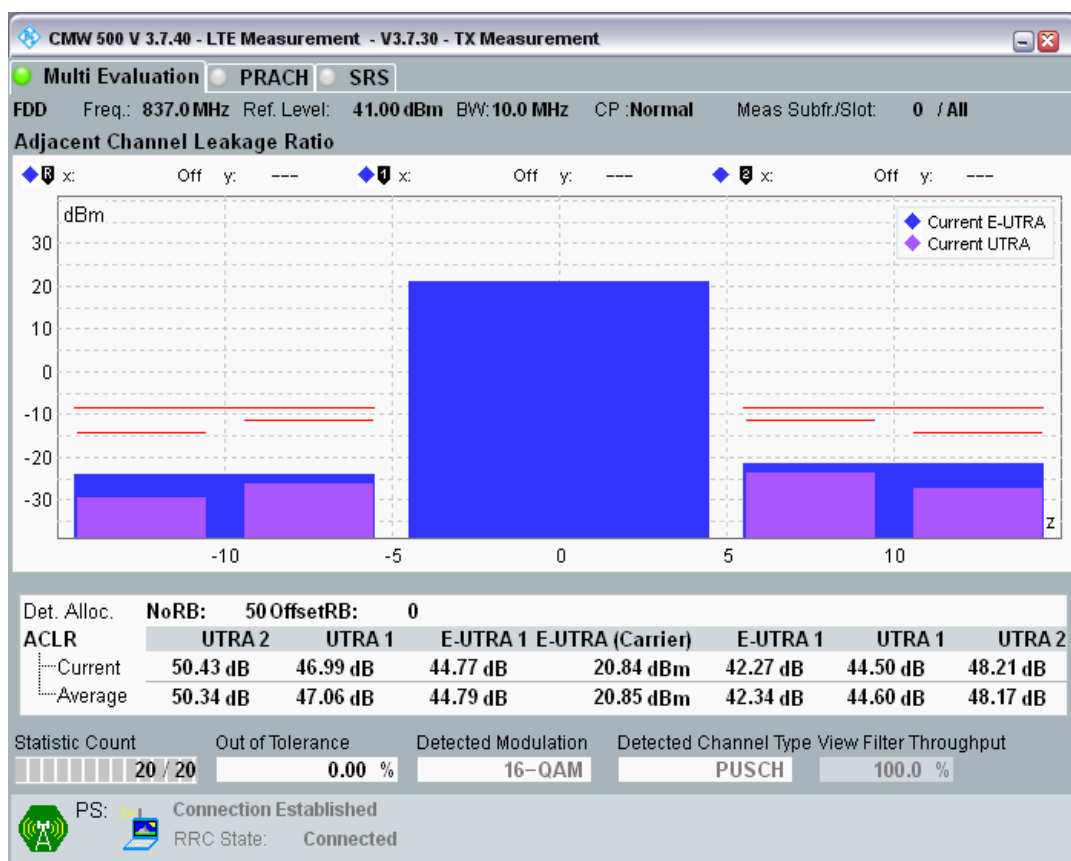 CMW 500 V 3.7.40 - LTE Measurement - V3.7.30 - TX Measurement
Multi Evaluation PRACH SRS
FDD Freq.: 837.0 MHz Ref. Level: 41.00 dBm BW: 10.0 MHz CP :Normal Meas Subfr./Slot: 0 / All
Adjacent Channel Leakage Ratio
R x: Off y: --- 1 x: Off y: --- 2 x: Off y: ---
dBm
Current E-UTRA
Current UTRA
30
20
10
0
-10
-20
-30
z
-10 -5 0 5 10
Det. Alloc. NoRB: 50 OffsetRB: 0
ACLR UTRA 2 UTRA 1 E-UTRA 1 E-UTRA (Carrier) E-UTRA 1 UTRA 1 UTRA 2
Current 50.43 dB 46.99 dB 44.77 dB 20.84 dBm 42.27 dB 44.50 dB 48.21 dB
Average 50.34 dB 47.06 dB 44.79 dB 20.85 dBm 42.34 dB 44.60 dB 48.17 dB
Statistic Count Out of Tolerance Detected Modulation Detected Channel Type View Filter Throughput
20 / 20 0.00 % 16-QAM PUSCH 100.0 %
PS: Connection Established
RRC State: Connected